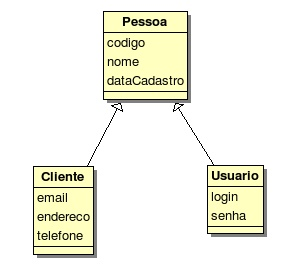 Pessoa
codigo
nome
dataCadastro
Cliente
email
endereco
telefone
Usuario
login
senha